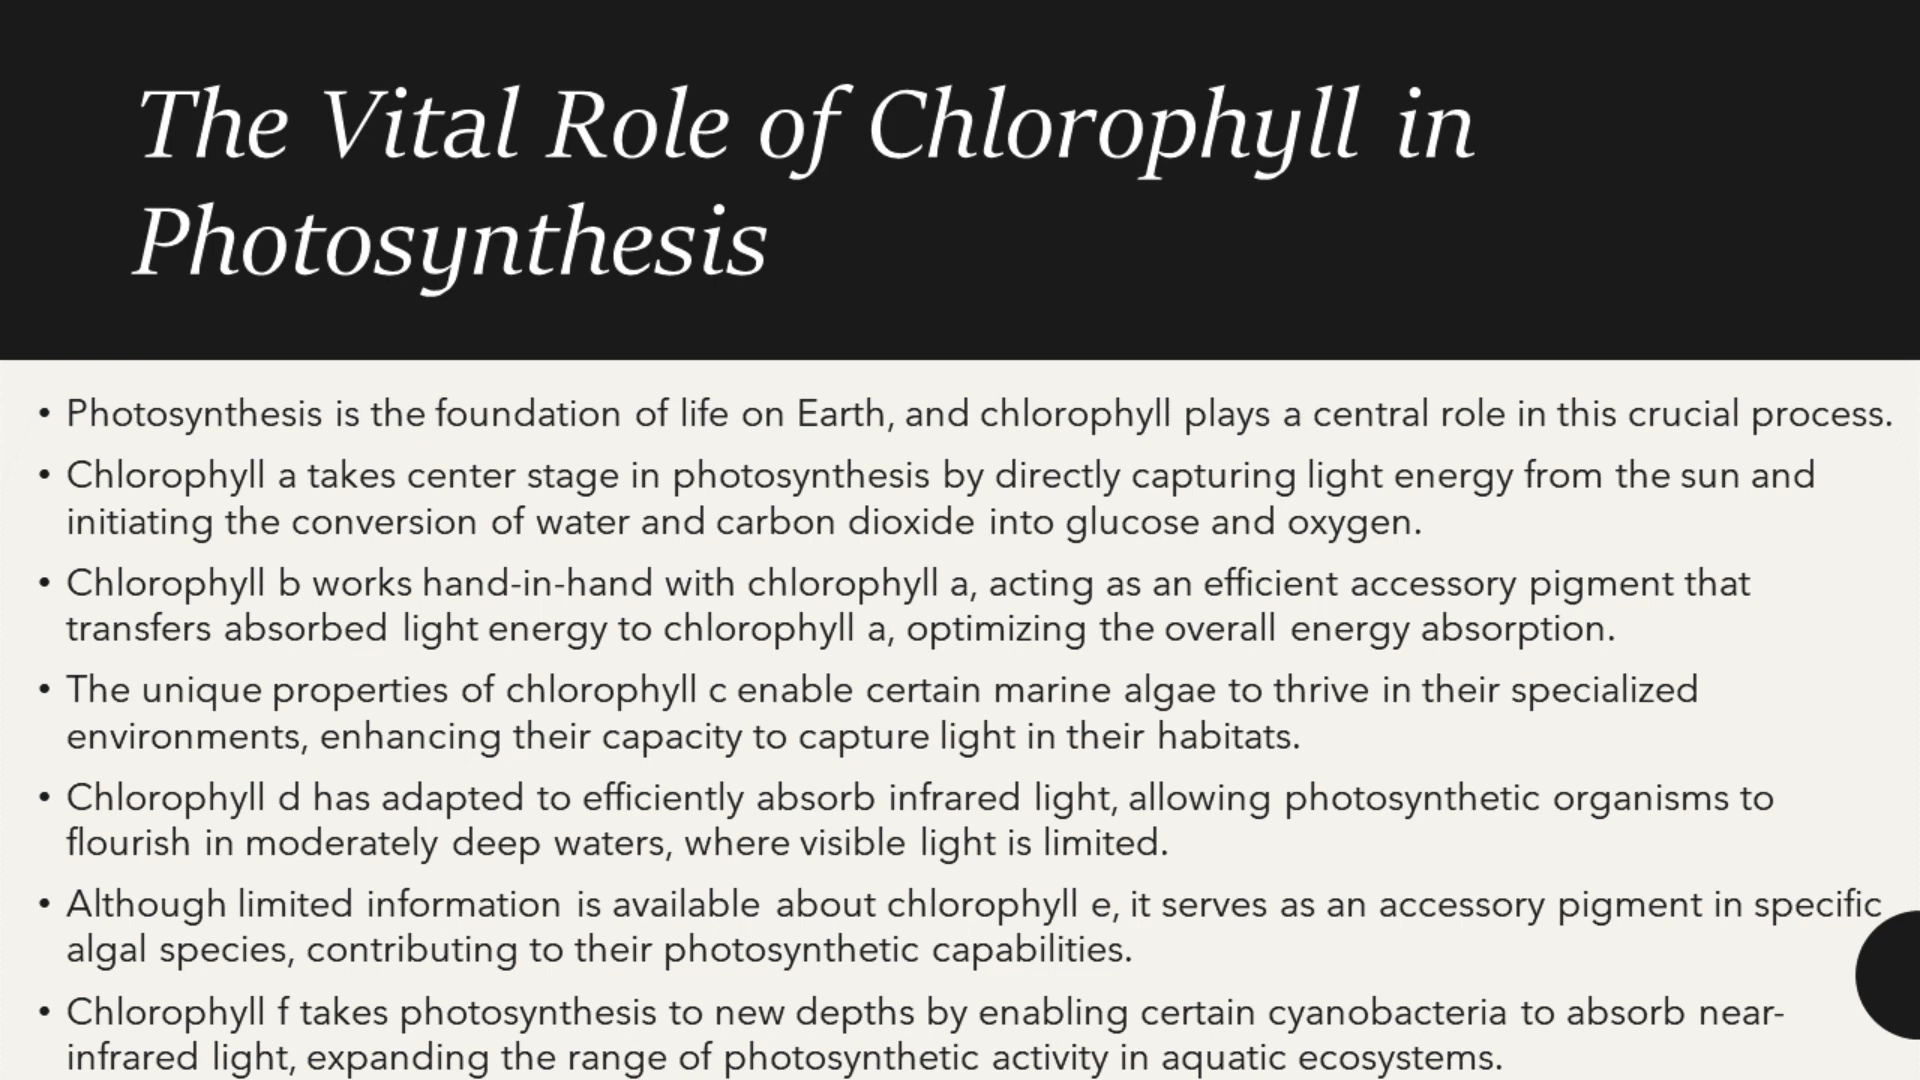 The Vital Role of Chlorophyll in
Photosynthesis
• Photosynthesis is the foundation of life on Earth, and chlorophyll plays a central role in this crucial process.
• Chlorophyll a takes center stage in photosynthesis by directly capturing light energy from the sun and
initiating the conversion of water and carbon dioxide into glucose and oxygen.
• Chlorophyll b works hand-in-hand with chlorophyll a, acting as an efficient accessory pigment that
transfers absorbed light energy to chlorophyll a, optimizing the overall energy absorption.
• The unique properties of chlorophyll c enable certain marine algae to thrive in their specialized
environments, enhancing their capacity to capture light in their habitats.
• Chlorophyll d has adapted to efficiently absorb infrared light, allowing photosynthetic organisms to
flourish in moderately deep waters, where visible light is limited.
• Although limited information is available about chlorophyll e, it serves as an accessory pigment in specific
algal species, contributing to their photosynthetic capabilities.
• Chlorophyll f takes photosynthesis to new depths by enabling certain cyanobacteria to absorb near-
infrared light, expanding the range of photosynthetic activity in aquatic ecosystems.